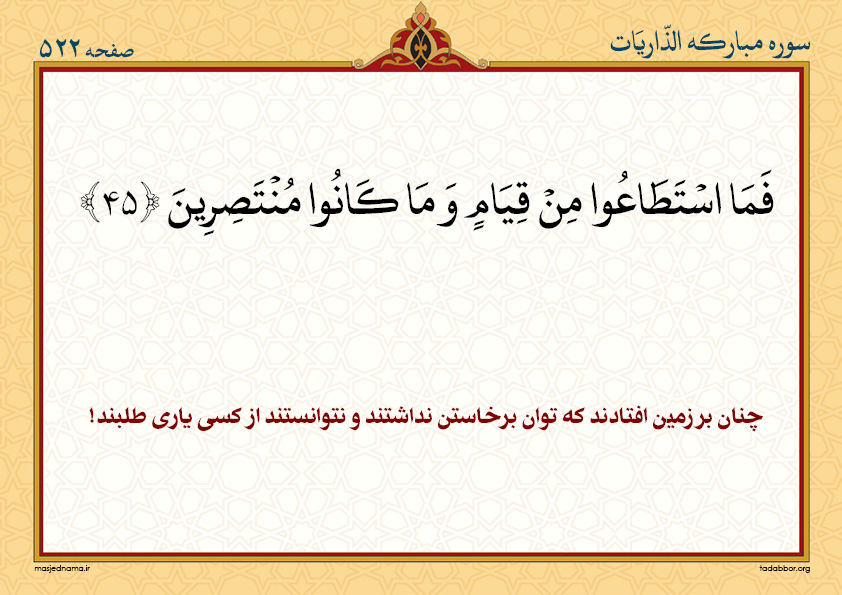 سوره مبارکه الذّاریَات
صفحه ۵۲۲
فَمَا اسْتَطَاعُوا مِنْ قِيَامٍ وَ مَا كَانُوا مُنْتَصِرِينَ ﴿۴۵﴾
چنان بر زمین افتادند که توان برخاستن نداشتند و نتوانستند از کسی یاری طلبند!
masjednama.ir
tadabbor.org